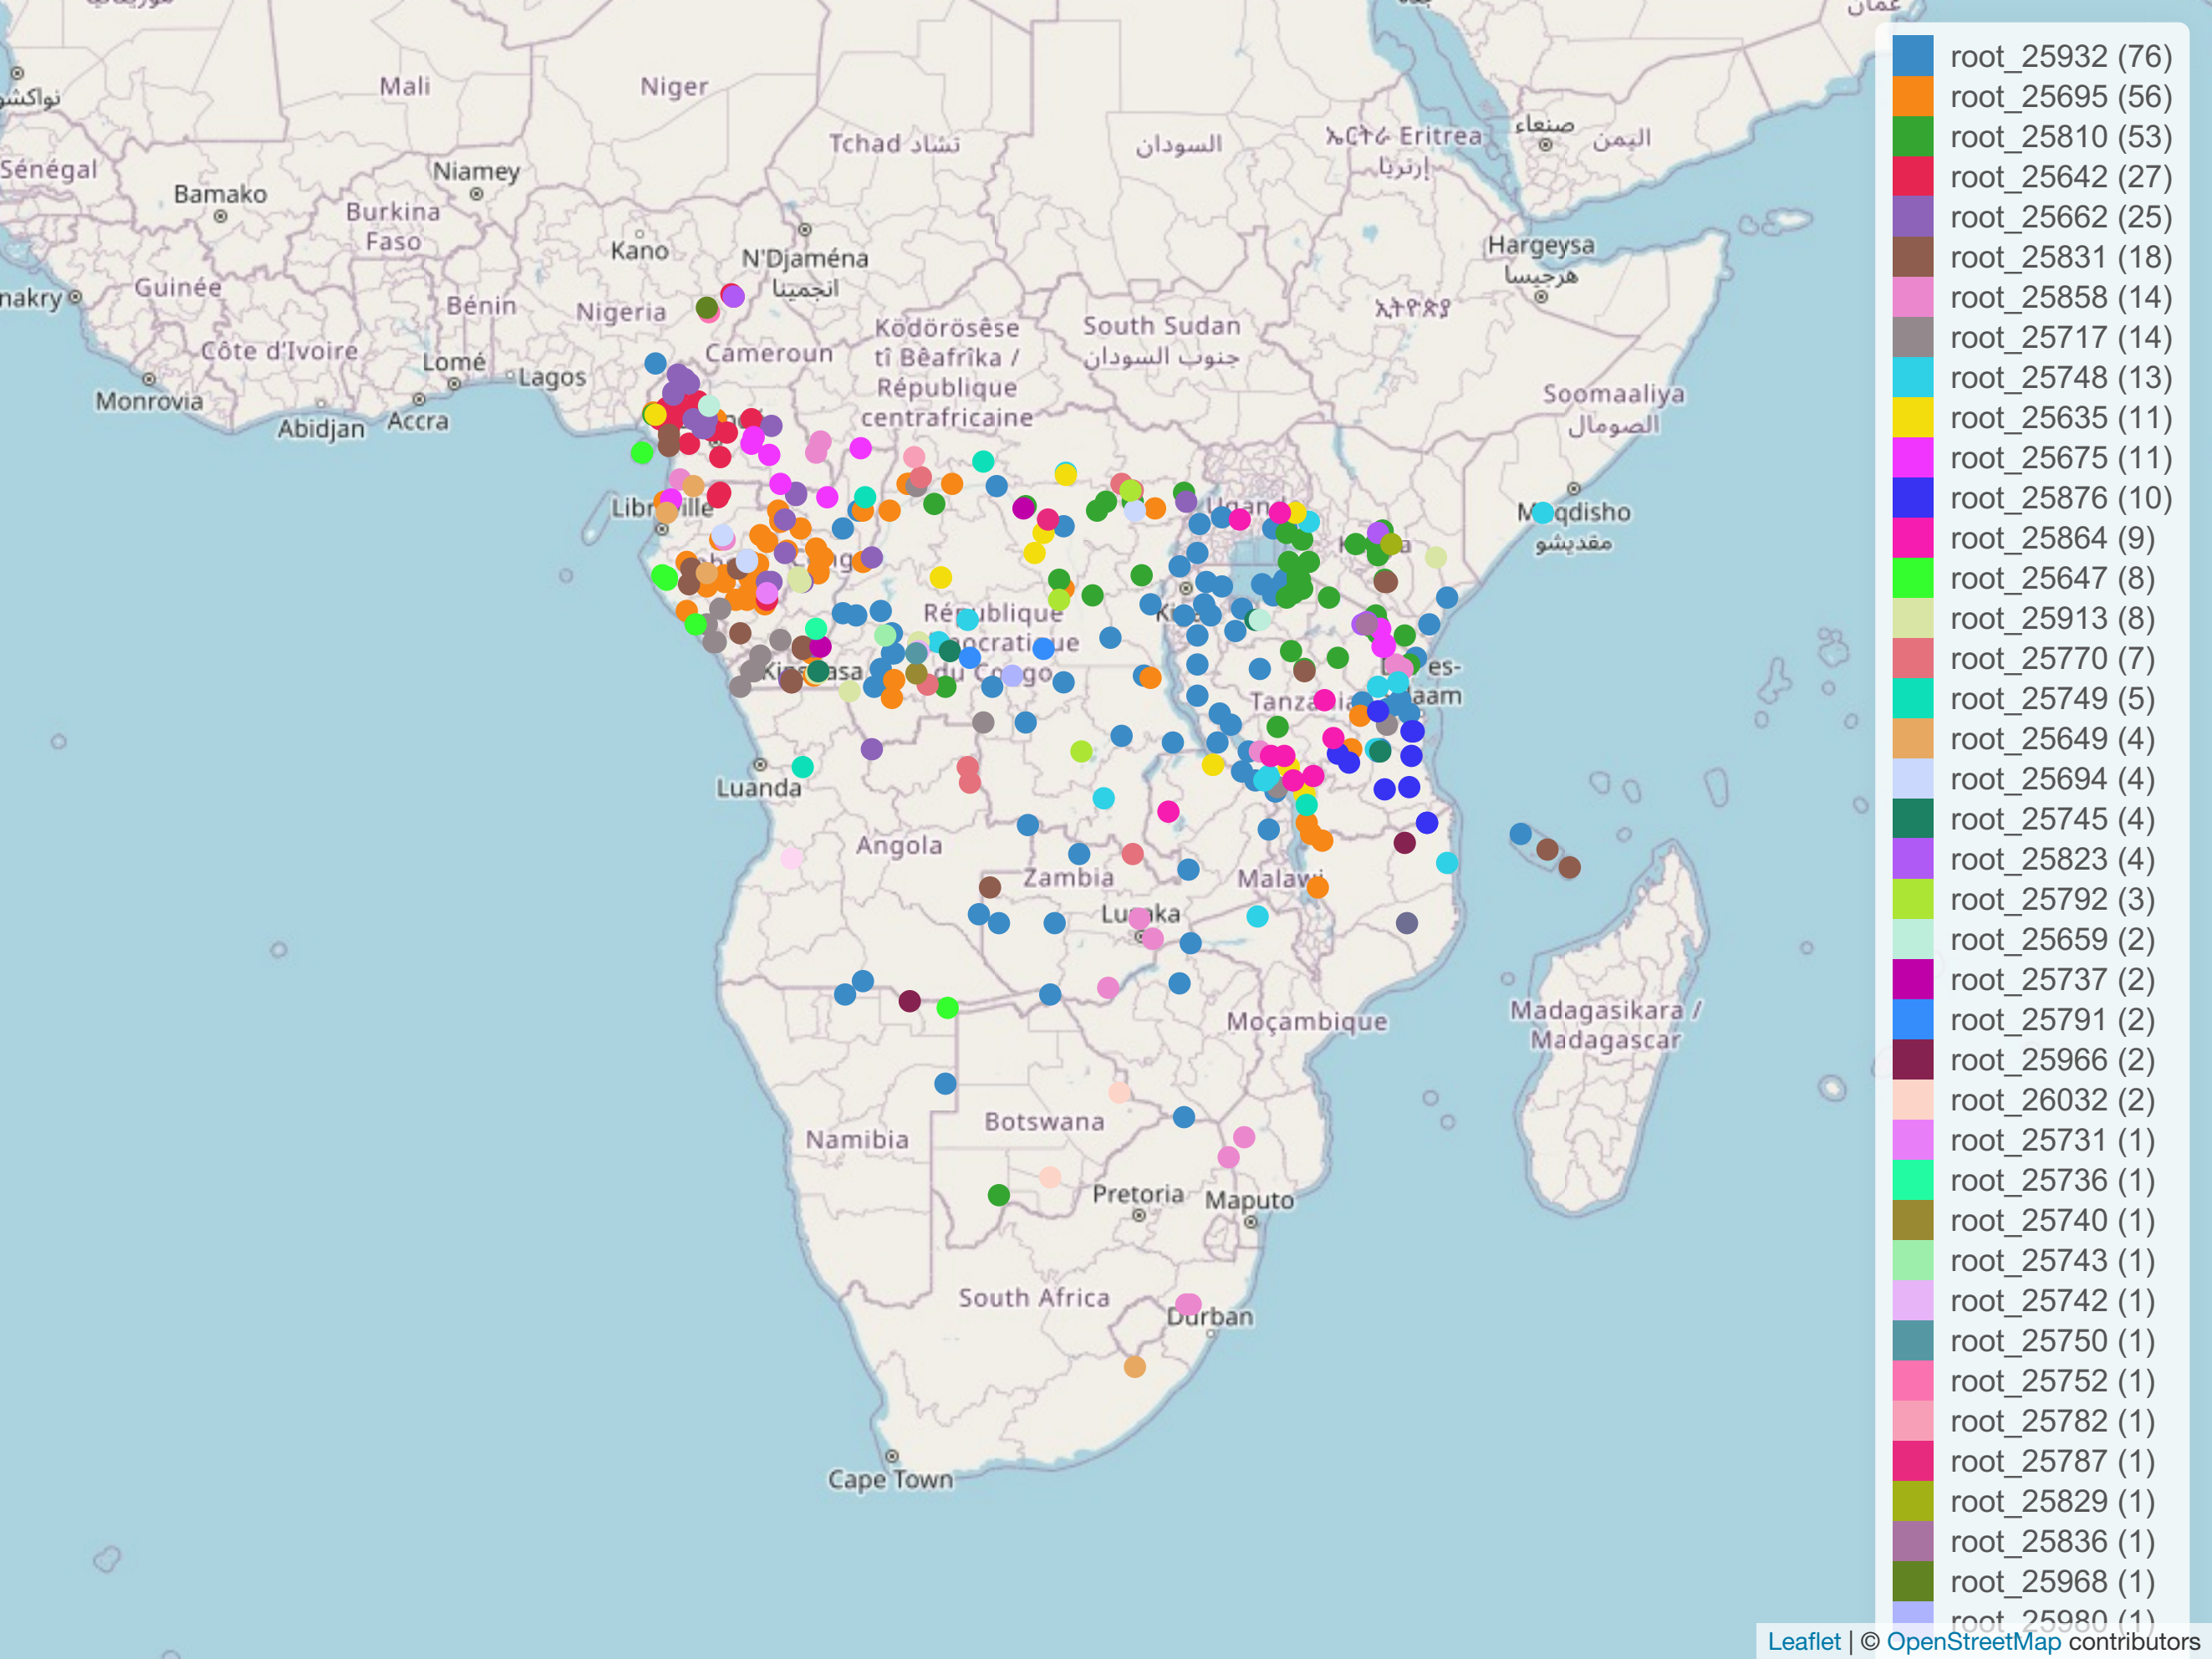 Mali
Niger
Tchad تشاد
السودان
ኤርትራ Eritrea
إرتريا
صنعاء
اليمن
عمان
Sénégal
Bamako
Niamey
Burkina
Faso
Kano
N'Djaména
انجمينا
Hargeysa
هرجيسا
Guinée
Bénin
Nigeria
Cameroun
Ködörösêse
tî Bêafrîka /
République
centrafricaine
South Sudan
جنوب السودان
ኢትዮጵያ
Côte d'Ivoire
Lomé
Lagos
Monrovia
Abidjan
Accra
Soomaaliya
الصومال
Muqdisho
مقديشو
Tanzania
Luanda
Angola
Zambia
Malawi
Lusaka
Moçambique
Madagasikara /
Madagascar
Namibia
Botswana
Pretoria
Maputo
South Africa
Durban
Cape Town
root_25932 (76)
root_25695 (56)
root_25810 (53)
root_25642 (27)
root_25662 (25)
root_25831 (18)
root_25858 (14)
root_25717 (14)
root_25748 (13)
root_25635 (11)
root_25675 (11)
root_25876 (10)
root_25864 (9)
root_25647 (8)
root_25913 (8)
root_25770 (7)
root_25749 (5)
root_25649 (4)
root_25694 (4)
root_25745 (4)
root_25823 (4)
root_25792 (3)
root_25659 (2)
root_25737 (2)
root_25791 (2)
root_25966 (2)
root_26032 (2)
root_25731 (1)
root_25736 (1)
root_25740 (1)
root_25743 (1)
root_25742 (1)
root_25750 (1)
root_25752 (1)
root_25782 (1)
root_25787 (1)
root_25829 (1)
root_25836 (1)
root_25968 (1)
root_25980 (1)
Leaflet | © OpenStreetMap contributors